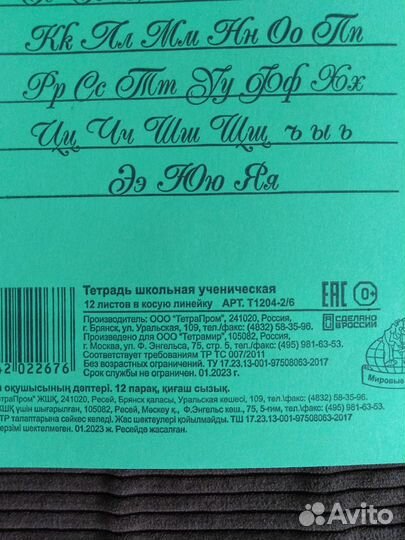 Кк Лл Мм Нн Оо Пп
Рр Сс Тт Уу Фф Хх
Цц Чч Шш Щщ ъ ы ь
Ээ Юю Яя
Тетрадь школьная ученическая
12 листов в косую линейку АРТ. Т1204-2/6
EAC 0+
СДЕЛАНО В РОССИИ
Производитель: ООО "ТетраПром", 241020, Россия,
г. Брянск, ул. Уральская, 109, тел./факс: (4832) 58-35-96.
Произведено для ООО "Тетрамир", 105082, Россия,
г. Москва, ул. Ф. Энгельса, 75, стр. 5, тел./факс: (495) 981-63-53.
Соответствует требованиям ТР ТС 007/2011
Без возрастных ограничений. ТУ 17.23.13-001-97508063-2017
Срок службы не ограничен. 01.2023 г.
022676
Мировые
оқушысының дәптері. 12 парақ, қиғаш сызық.
ЖШҚ, 241020, Ресей, Брянск қаласы, Уральская көшесі, 109, тел.\факс: (4832) 58-35-96.
ЖШҚ үшін шығарылған, 105082, Ресей, Мәскеу қ., Ф.Энгельс көш., 75, 5-ғим, тел.\факс: (495) 981-63-53.
ТР талаптарына сәйкес келеді. Жас шектеулері қойылмайды. ТШ 17.23.13-001-97508063-2017
мерзімі шектелмеген. 01.2023 ж. Ресейде жасалған.
Avito